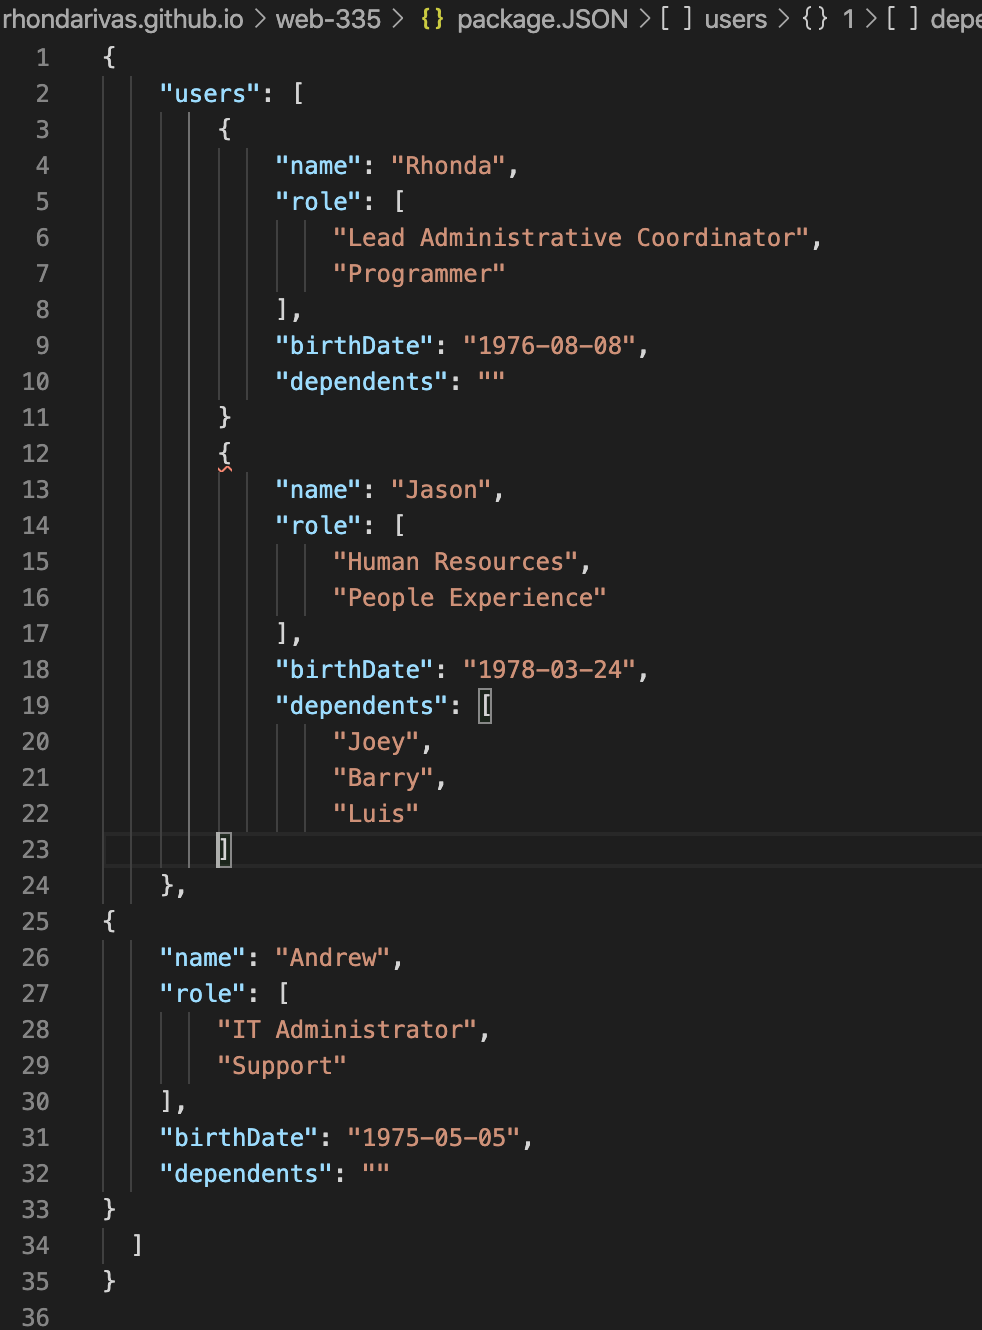 rhondarivas.github.io > web-335 > {} package.JSON > [ ] users > {} 1 > [ ] depe
1 {
2 "users": [
3 {
4 "name": "Rhonda",
5 "role": [
6 "Lead Administrative Coordinator",
7 "Programmer"
8 ],
9 "birthDate": "1976-08-08",
10 "dependents": ""
11 }
12 {
13 "name": "Jason",
14 "role": [
15 "Human Resources",
16 "People Experience"
17 ],
18 "birthDate": "1978-03-24",
19 "dependents": [
20 "Joey",
21 "Barry",
22 "Luis"
23 ]
24 },
25 {
26 "name": "Andrew",
27 "role": [
28 "IT Administrator",
29 "Support"
30 ],
31 "birthDate": "1975-05-05",
32 "dependents": ""
33 }
34 ]
35 }
36